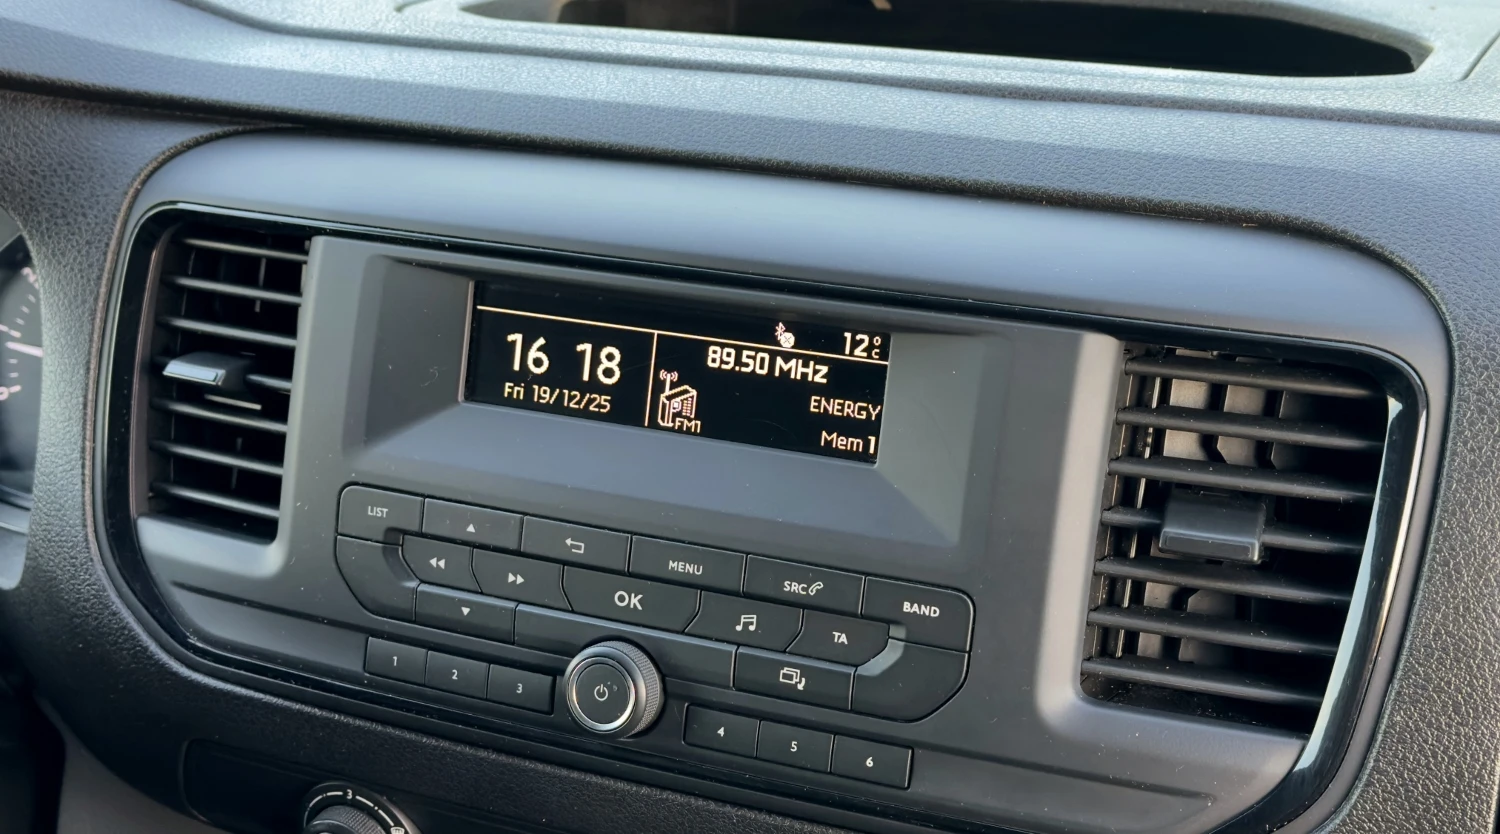 12°C
16 18
89.50 MHz
Fri 19/12/25
ENERGY
FM1
Mem 1
LIST
MENU
SRC
BAND
OK
TA
1
2
3
4
5
6
3